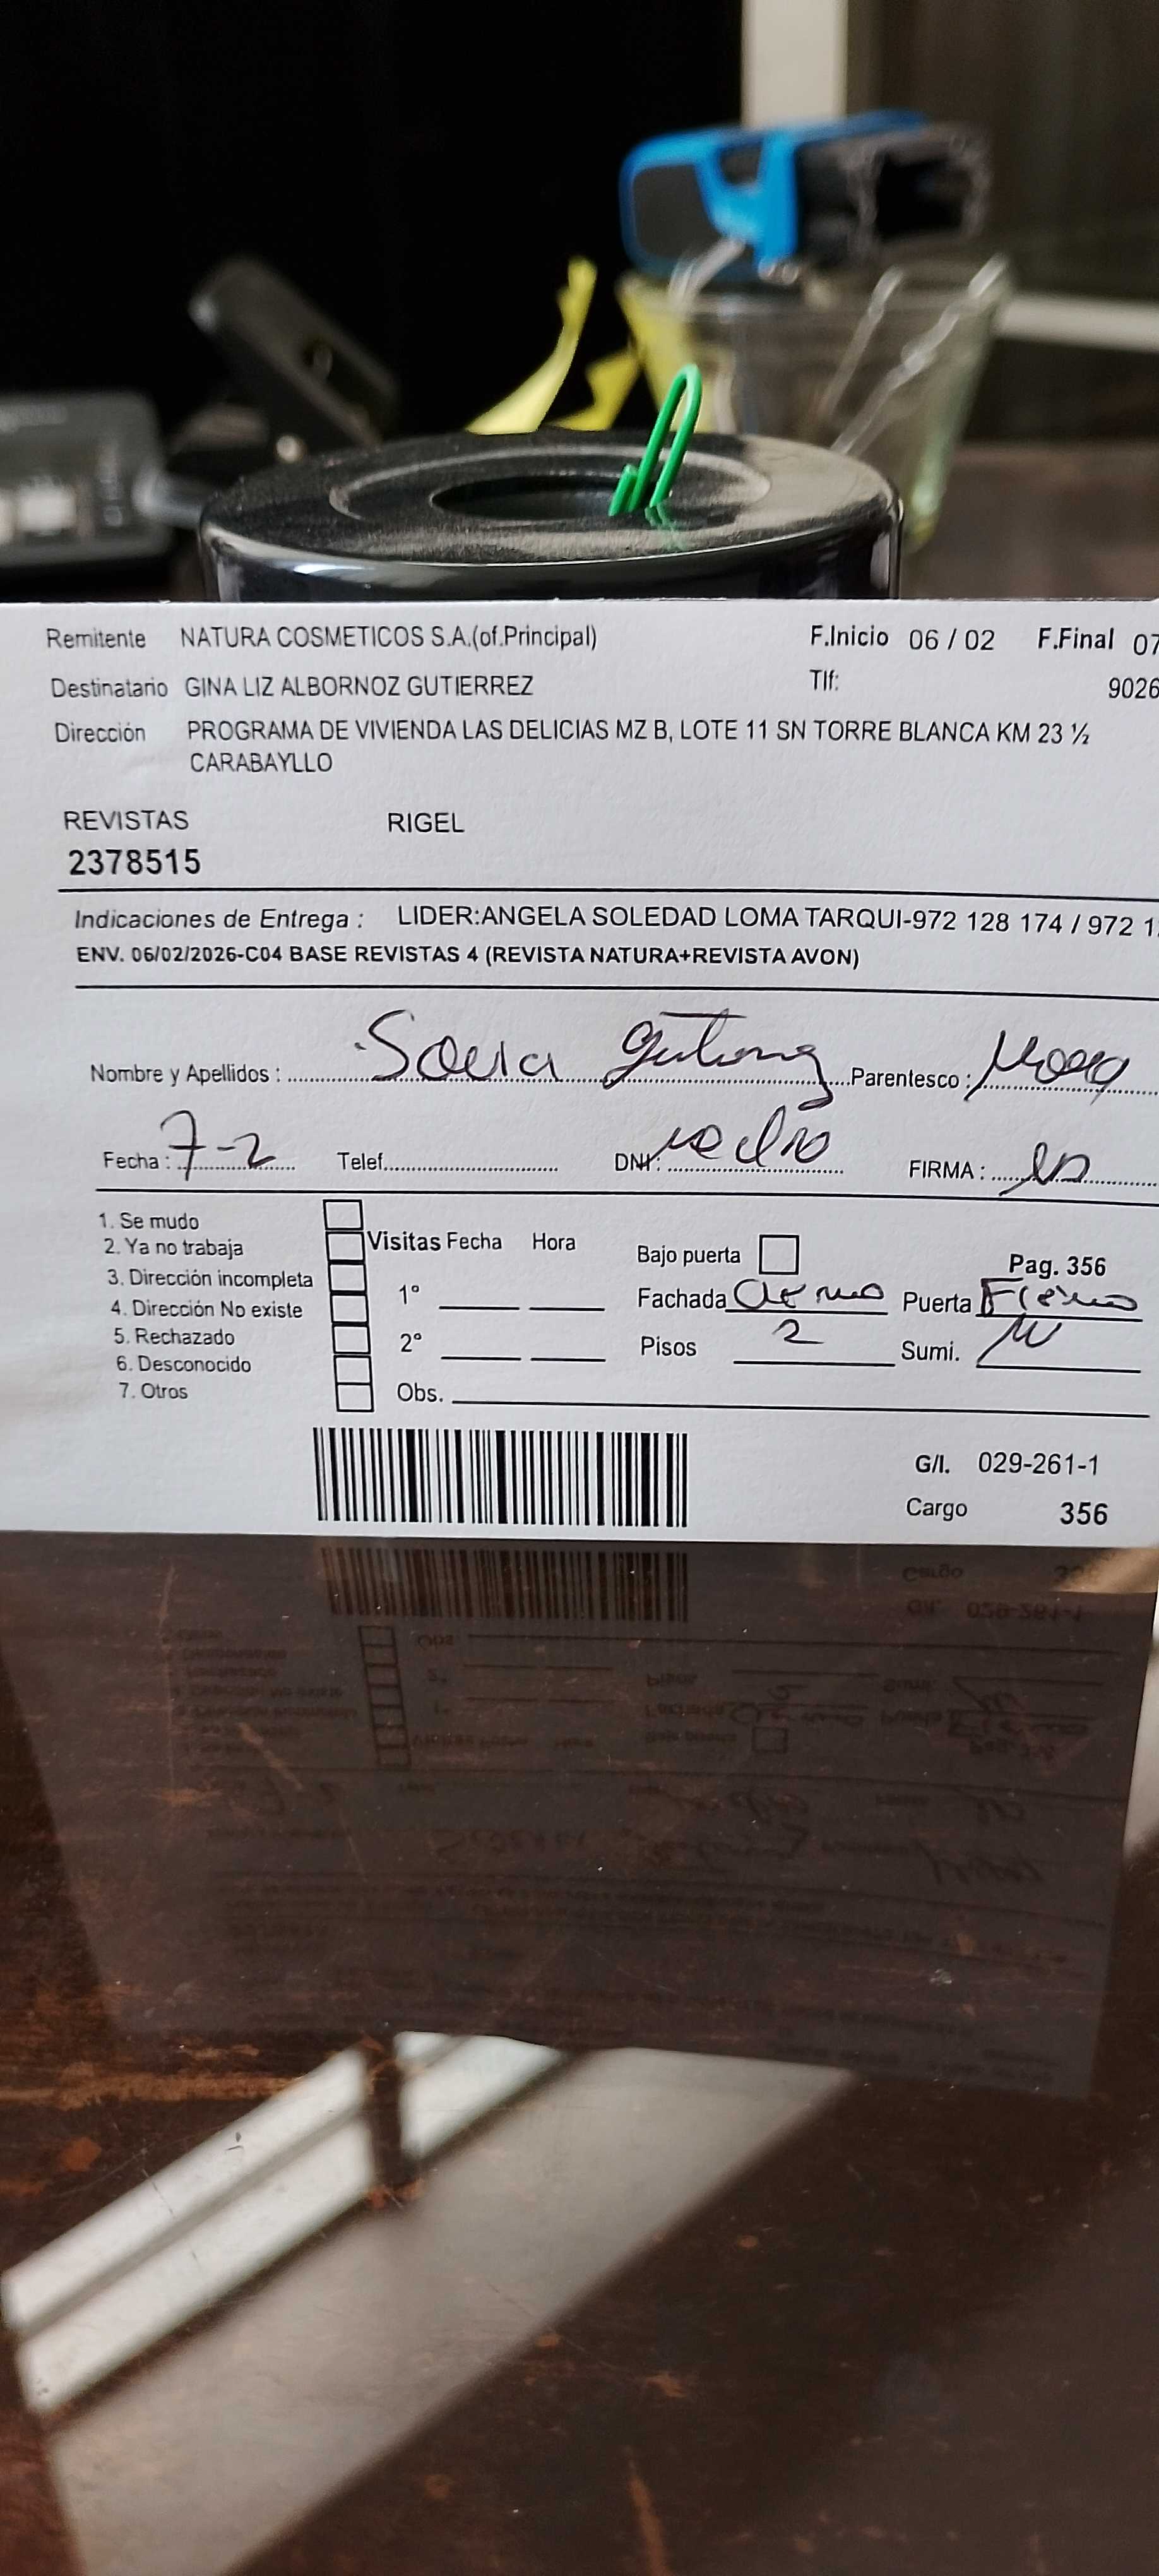 Remitente NATURA COSMETICOS S.A.(of.Principal) F.Inicio 06 / 02 F.Final 07
Destinatario GINA LIZ ALBORNOZ GUTIERREZ Tlf: 9026
Dirección PROGRAMA DE VIVIENDA LAS DELICIAS MZ B, LOTE 11 SN TORRE BLANCA KM 23 ½
CARABAYLLO
REVISTAS RIGEL
2378515
Indicaciones de Entrega : LIDER:ANGELA SOLEDAD LOMA TARQUI-972 128 174 / 972 1
ENV. 06/02/2026-C04 BASE REVISTAS 4 (REVISTA NATURA+REVISTA AVON)
Nombre y Apellidos : Parentesco :
Fecha : 7-2 Telef. DNI : FIRMA :
1. Se mudo
2. Ya no trabaja
3. Dirección incompleta
4. Dirección No existe
5. Rechazado
6. Desconocido
7. Otros
Visitas Fecha Hora
1°
2°
Obs.
Bajo puerta Pag. 356
Fachada Puerta
Pisos 2 Sumi.
G/I. 029-261-1
Cargo 356